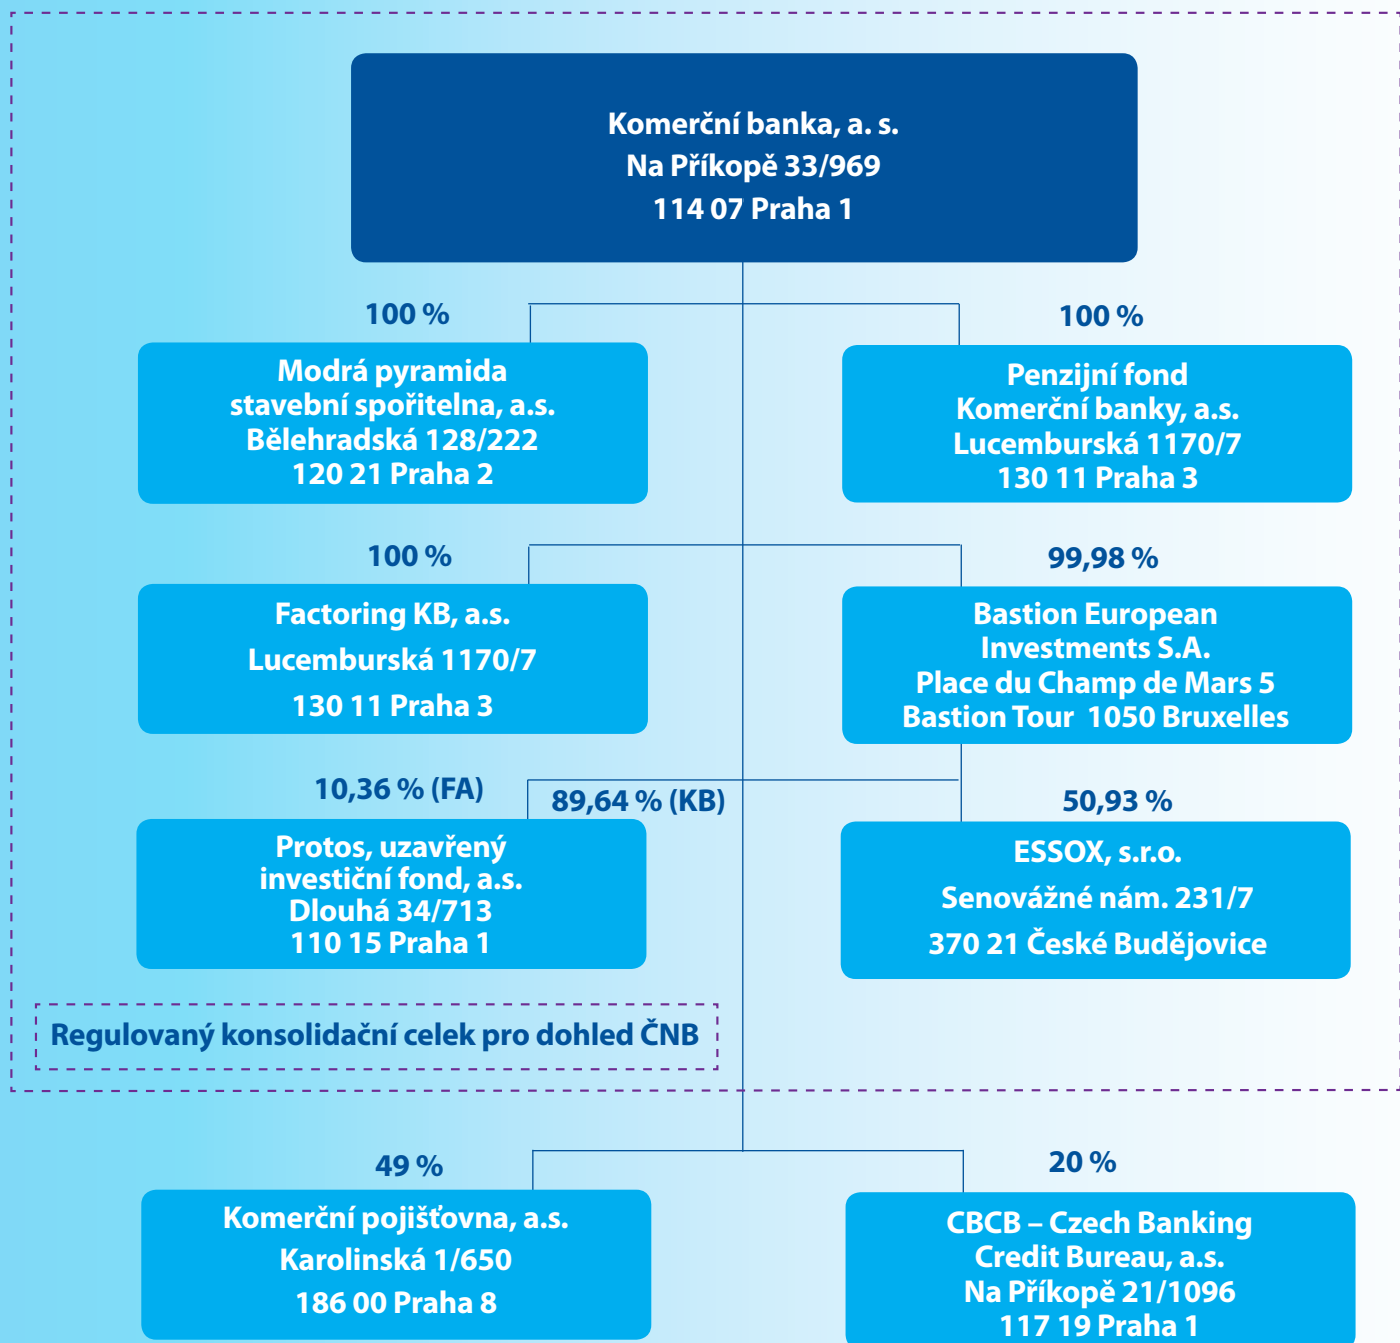 Komerční banka, a. s.
Na Příkopě 33/969
114 07 Praha 1
100 %
Modrá pyramida
stavební spořitelna, a.s.
Bělehradská 128/222
120 21 Praha 2
100 %
Penzijní fond
Komerční banky, a.s.
Lucemburská 1170/7
130 11 Praha 3
100 %
Factoring KB, a.s.
Lucemburská 1170/7
130 11 Praha 3
99,98 %
Bastion European
Investments S.A.
Place du Champ de Mars 5
Bastion Tour 1050 Bruxelles
10,36 % (FA)
89,64 % (KB)
Protos, uzavřený
investiční fond, a.s.
Dlouhá 34/713
110 15 Praha 1
50,93 %
ESSOX, s.r.o.
Senovážné nám. 231/7
370 21 České Budějovice
Regulovaný konsolidační celek pro dohled ČNB
49 %
Komerční pojišťovna, a.s.
Karolinská 1/650
186 00 Praha 8
20 %
CBCB – Czech Banking
Credit Bureau, a.s.
Na Příkopě 21/1096
117 19 Praha 1